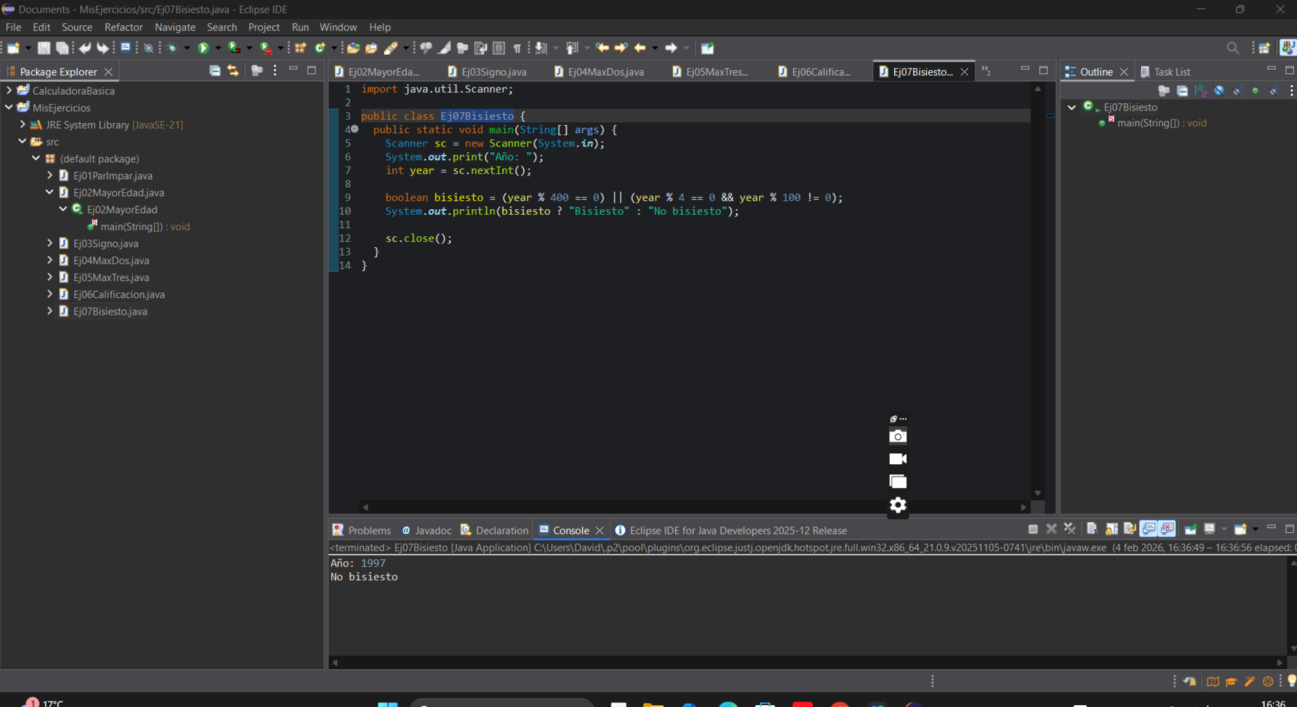 Documents - MisEjercicios/src/Ej07Bisiesto.java - Eclipse IDE
File Edit Source Refactor Navigate Search Project Run Window Help
Package Explorer
CalculadoraBasica
MisEjercicios
JRE System Library [JavaSE-21]
src
(default package)
Ej01ParImpar.java
Ej02MayorEdad.java
Ej02MayorEdad
main(String[]) : void
Ej03Signo.java
Ej04MaxDos.java
Ej05MaxTres.java
Ej06Calificacion.java
Ej07Bisiesto.java
Ej02MayorEda... Ej03Signo.java Ej04MaxDos.java Ej05MaxTres... Ej06Califica... Ej07Bisiesto... »2
1 import java.util.Scanner;
2
3 public class Ej07Bisiesto {
4 public static void main(String[] args) {
5 Scanner sc = new Scanner(System.in);
6 System.out.print("Año: ");
7 int year = sc.nextInt();
8
9 boolean bisiesto = (year % 400 == 0) || (year % 4 == 0 && year % 100 != 0);
10 System.out.println(bisiesto ? "Bisiesto" : "No bisiesto");
11
12 sc.close();
13 }
14 }
Outline Task List
Ej07Bisiesto
main(String[]) : void
Problems Javadoc Declaration Console Eclipse IDE for Java Developers 2025-12 Release
<terminated> Ej07Bisiesto [Java Application] C:\Users\David\.p2\pool\plugins\org.eclipse.justj.openjdk.hotspot.jre.full.win32.x86_64_21.0.9.v20251105-0741\jre\bin\javaw.exe (4 feb 2026, 16:36:49 – 16:36:56 elapsed: 0
Año: 1997
No bisiesto
1 17°C
16:36